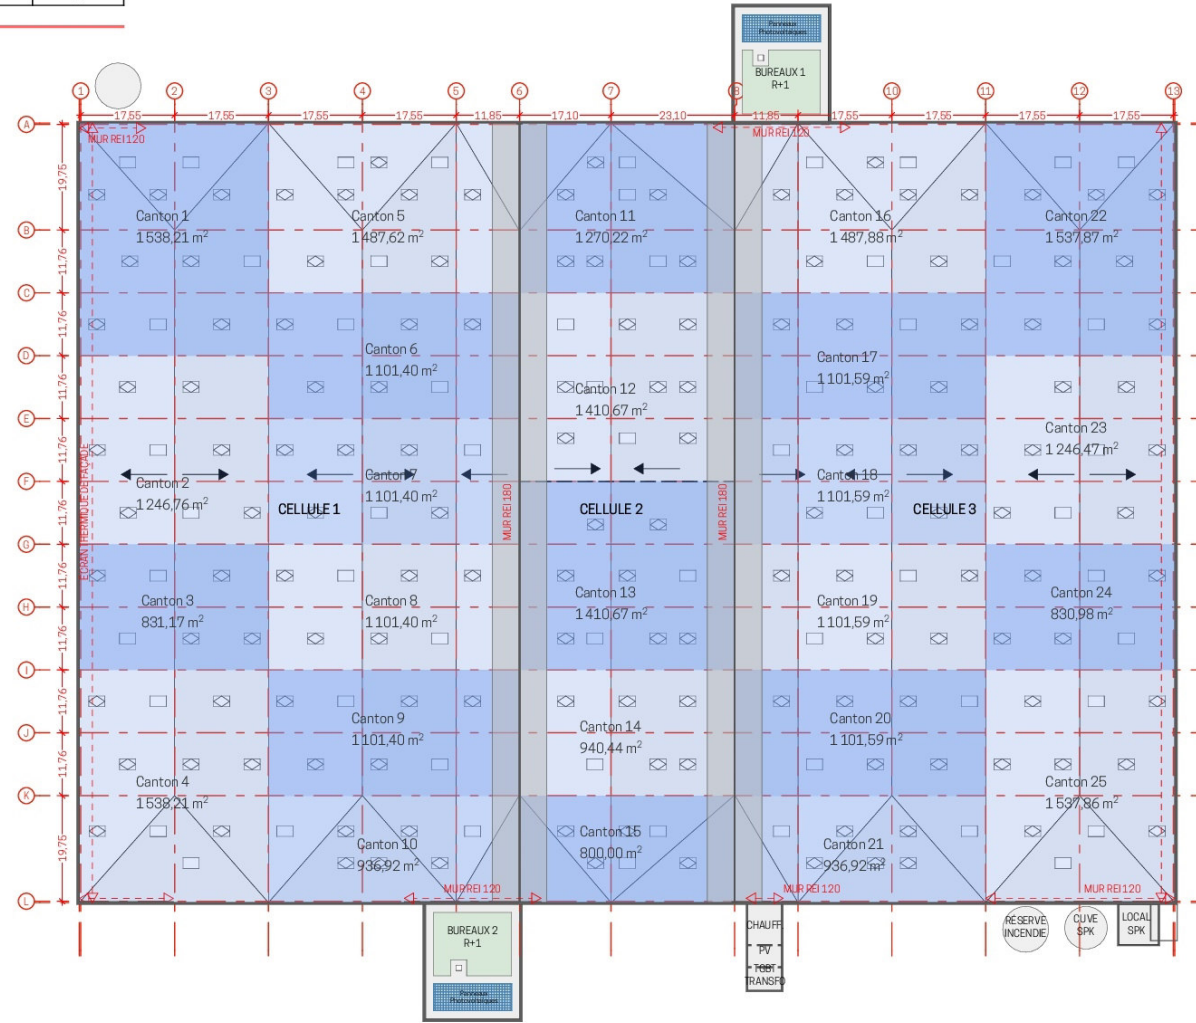 Panneaux
Photovoltaïques
BUREAUX 1
R+1
1 2 3 4 5 6 7 8 10 11 12 13
17,55 17,55 17,55 17,55 11,85 17,10 23,10 11,85 17,55 17,55 17,55 17,55
A
MUR REI 120
MUR REI 120
19,75
Canton 1
1 538,21 m²
Canton 5
1 487,62 m²
Canton 11
1 270,22 m²
Canton 16
1 487,88 m²
Canton 22
1 537,87 m²
B
11,76
C
11,76
Canton 6
1 101,40 m²
Canton 17
1 101,59 m²
D
11,76
Canton 12
1 410,67 m²
E
11,76
Canton 23
1 246,47 m²
F
ECRAN THERMIQUE DE FACADE
Canton 2
1 246,76 m²
Canton 7
1 101,40 m²
Canton 18
1 101,59 m²
CELLULE 1
MUR REI 180
CELLULE 2
MUR REI 180
CELLULE 3
11,76
G
11,76
Canton 3
831,17 m²
Canton 8
1 101,40 m²
Canton 13
1 410,67 m²
Canton 19
1 101,59 m²
Canton 24
830,98 m²
H
11,76
I
11,76
Canton 9
1 101,40 m²
Canton 14
940,44 m²
Canton 20
1 101,59 m²
J
11,76
K
Canton 4
1 538,21 m²
Canton 25
1 537,86 m²
19,75
Canton 10
936,92 m²
Canton 15
800,00 m²
Canton 21
936,92 m²
MUR REI 120
MUR REI 120
MUR REI 120
L
BUREAUX 2
R+1
Panneaux
Photovoltaïques
CHAUFF.
PV
TGBT
TRANSFO
RESERVE
INCENDIE
CUVE
SPK
LOCAL
SPK